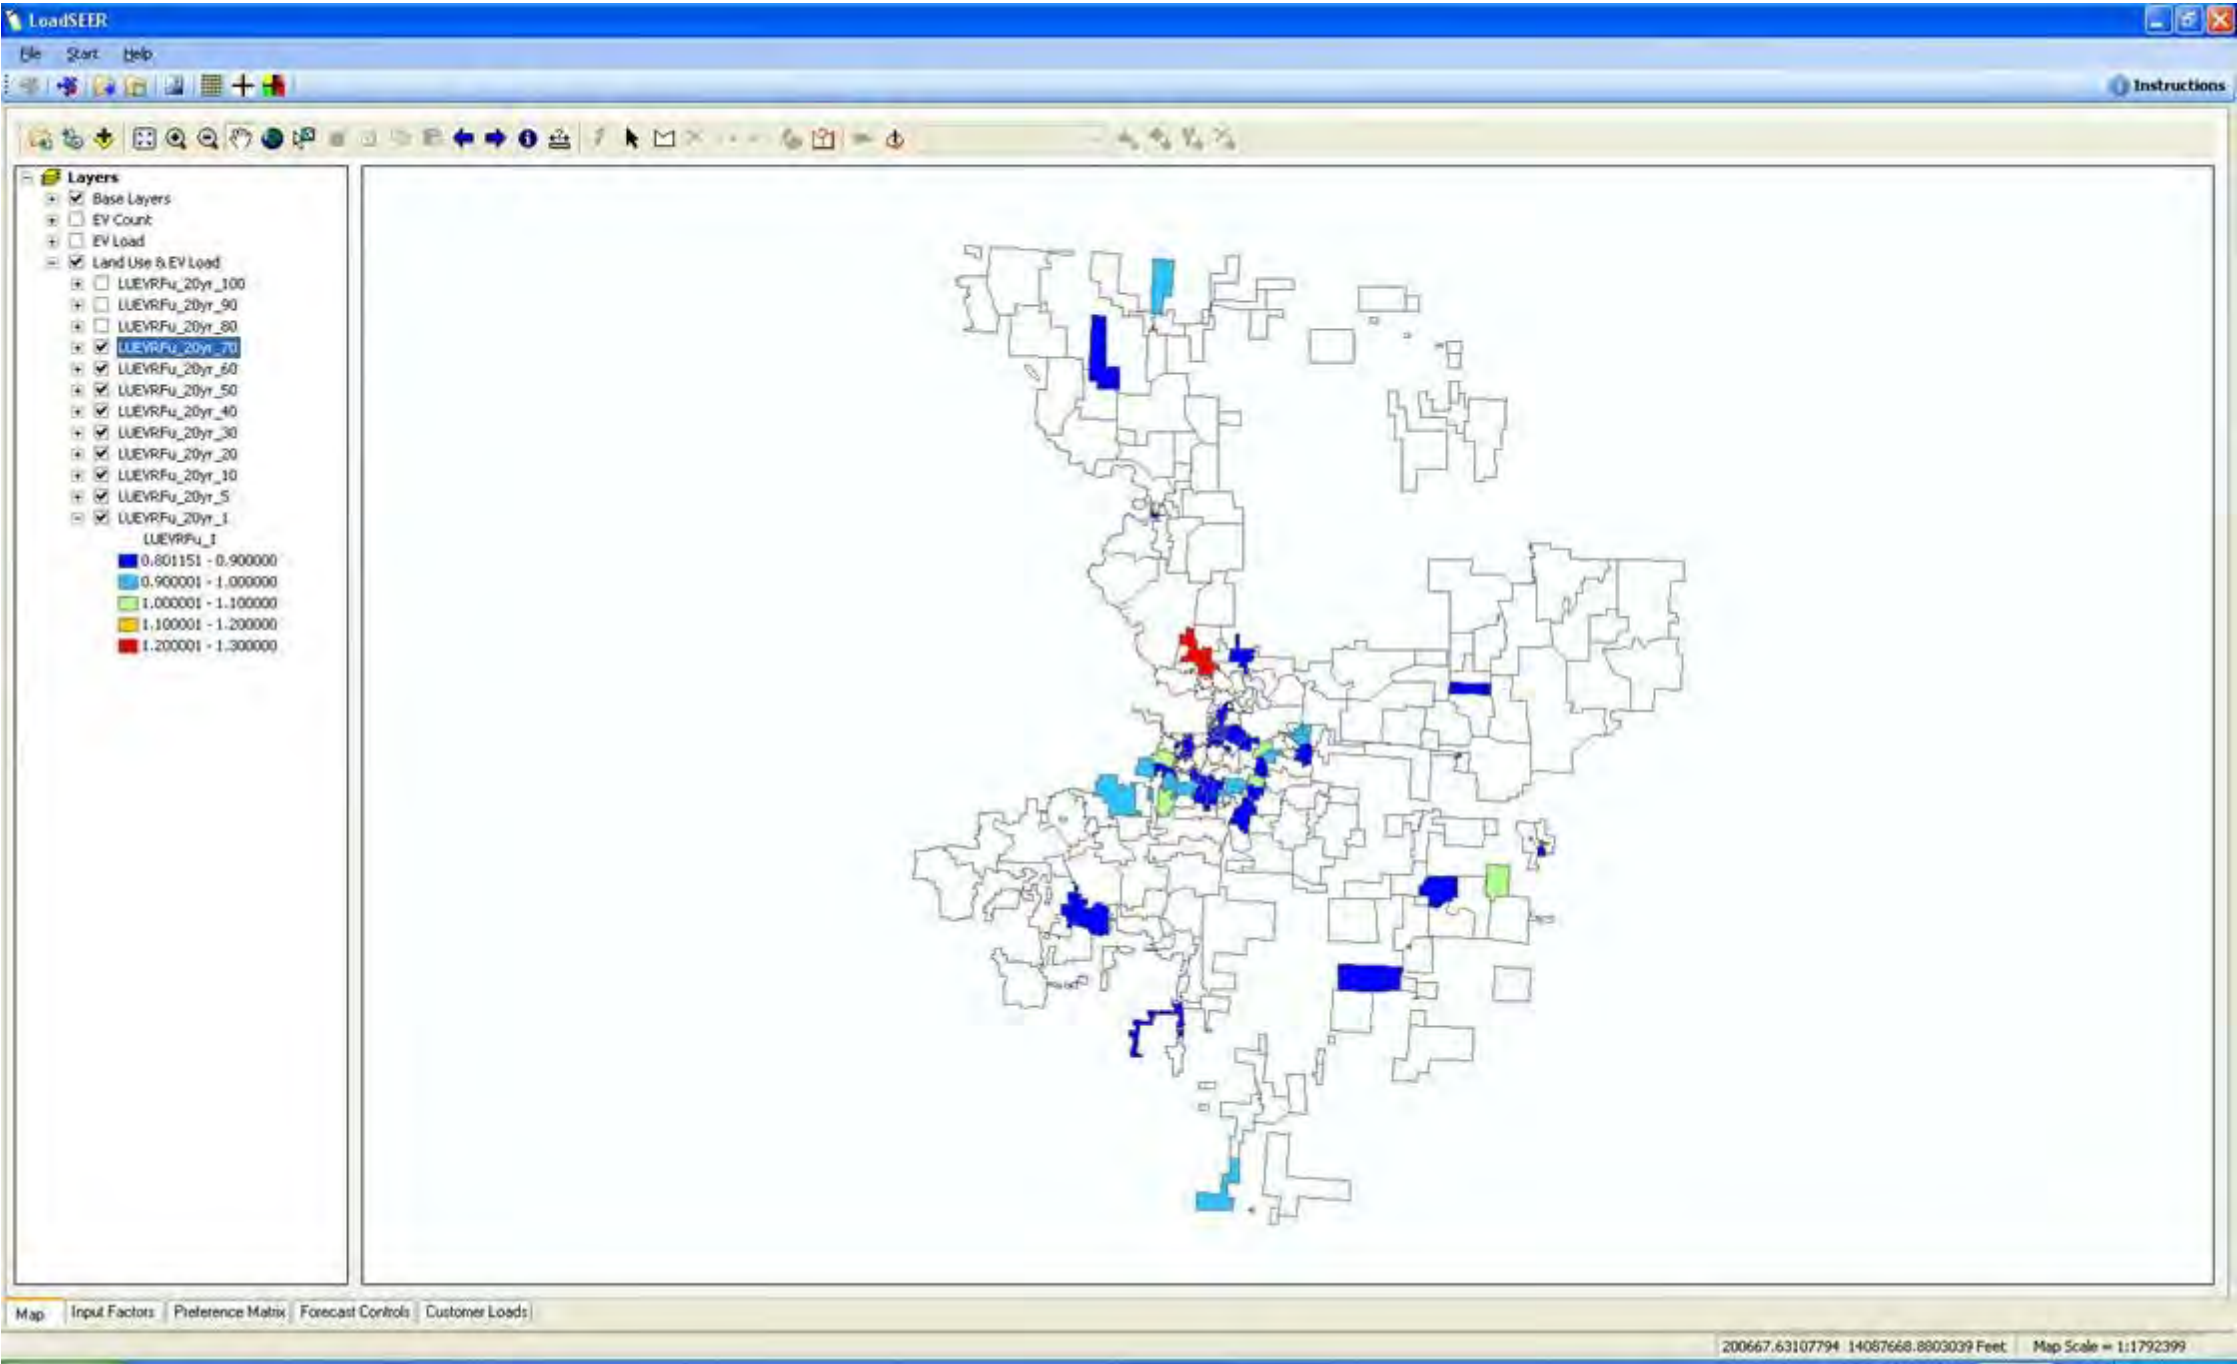 LoadSEER
File Start Help
Instructions
Layers
Base Layers
EV Count
EV Load
Land Use & EV Load
LUEVRFu_20yr_100
LUEVRFu_20yr_90
LUEVRFu_20yr_80
LUEVRFu_20yr_70
LUEVRFu_20yr_60
LUEVRFu_20yr_50
LUEVRFu_20yr_40
LUEVRFu_20yr_30
LUEVRFu_20yr_20
LUEVRFu_20yr_10
LUEVRFu_20yr_5
LUEVRFu_20yr_1
LUEVRFu_I
0.801151 - 0.900000
0.900001 - 1.000000
1.000001 - 1.100000
1.100001 - 1.200000
1.200001 - 1.300000
Map Input Factors Preference Matrix Forecast Controls Customer Loads
200667.63107794 14087668.8803039 Feet Map Scale = 1:1792399